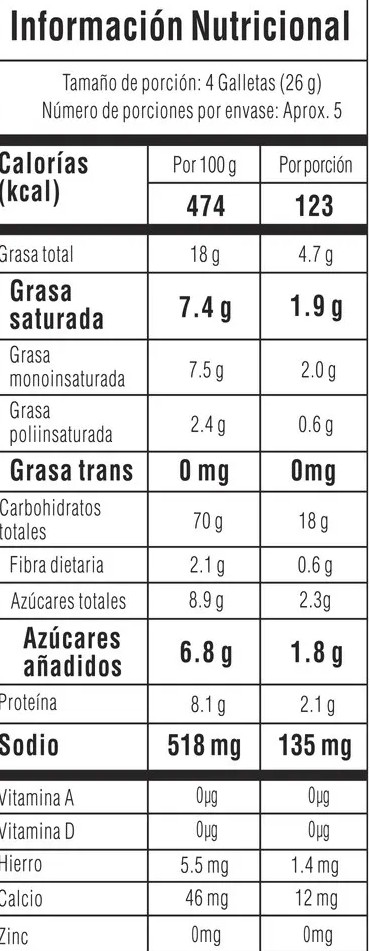 Información Nutricional
Tamaño de porción: 4 Galletas (26 g)
Número de porciones por envase: Aprox. 5
Calorías (kcal) Por 100 g Por porción
474 123
Grasa total 18 g 4.7 g
Grasa saturada 7.4 g 1.9 g
Grasa monoinsaturada 7.5 g 2.0 g
Grasa poliinsaturada 2.4 g 0.6 g
Grasa trans 0 mg 0mg
Carbohidratos totales 70 g 18 g
Fibra dietaria 2.1 g 0.6 g
Azúcares totales 8.9 g 2.3g
Azúcares añadidos 6.8 g 1.8 g
Proteína 8.1 g 2.1 g
Sodio 518 mg 135 mg
Vitamina A 0µg 0µg
Vitamina D 0µg 0µg
Hierro 5.5 mg 1.4 mg
Calcio 46 mg 12 mg
Zinc 0mg 0mg